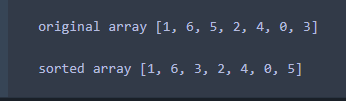 original array [1, 6, 5, 2, 4, 0, 3]
sorted array [1, 6, 3, 2, 4, 0, 5]